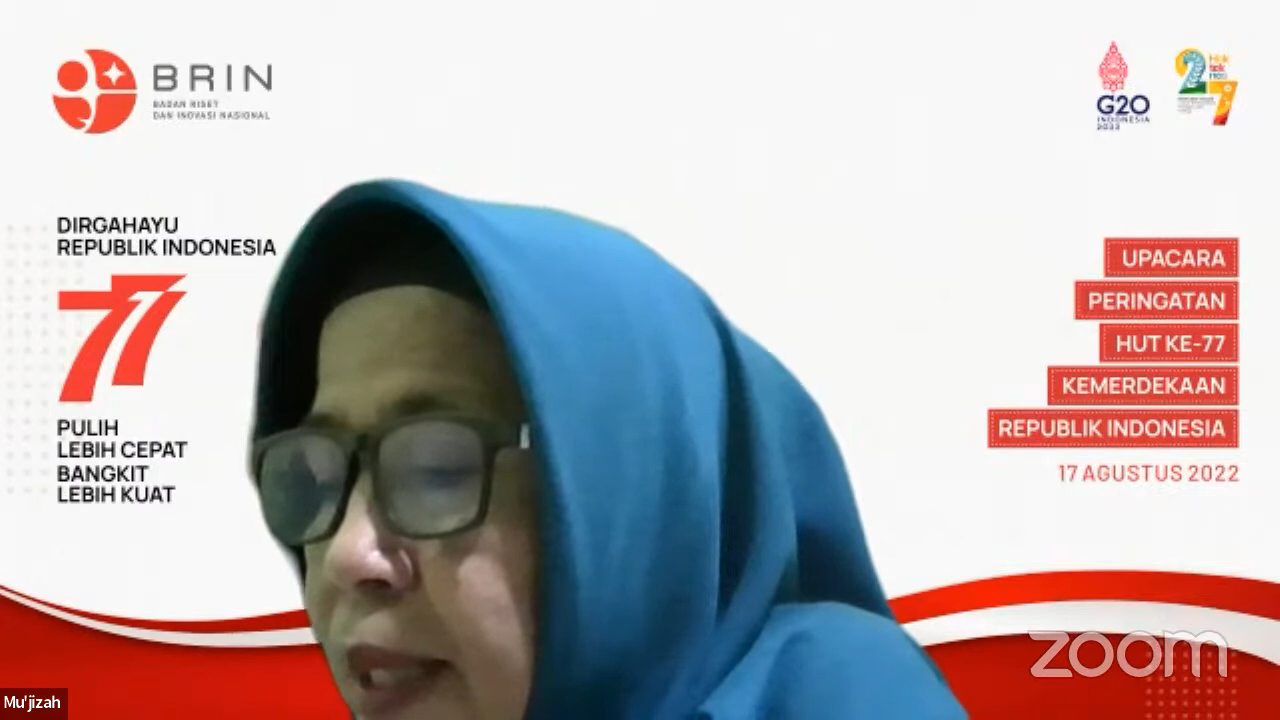 BRIN
BADAN RISET
DAN INOVASI NASIONAL
G20
INDONESIA
2022
27
DIRGAHAYU
REPUBLIK INDONESIA
77
PULIH
LEBIH CEPAT
BANGKIT
LEBIH KUAT
UPACARA
PERINGATAN
HUT KE-77
KEMERDEKAAN
REPUBLIK INDONESIA
17 AGUSTUS 2022
zoom
Mu'jizah